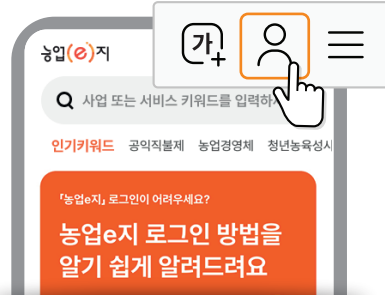 농업(e)지
가+
사업 또는 서비스 키워드를 입력하
인기키워드 공익직불제 농업경영체 청년농육성사
「농업e지」 로그인이 어려우세요?
농업e지 로그인 방법을
알기 쉽게 알려드려요